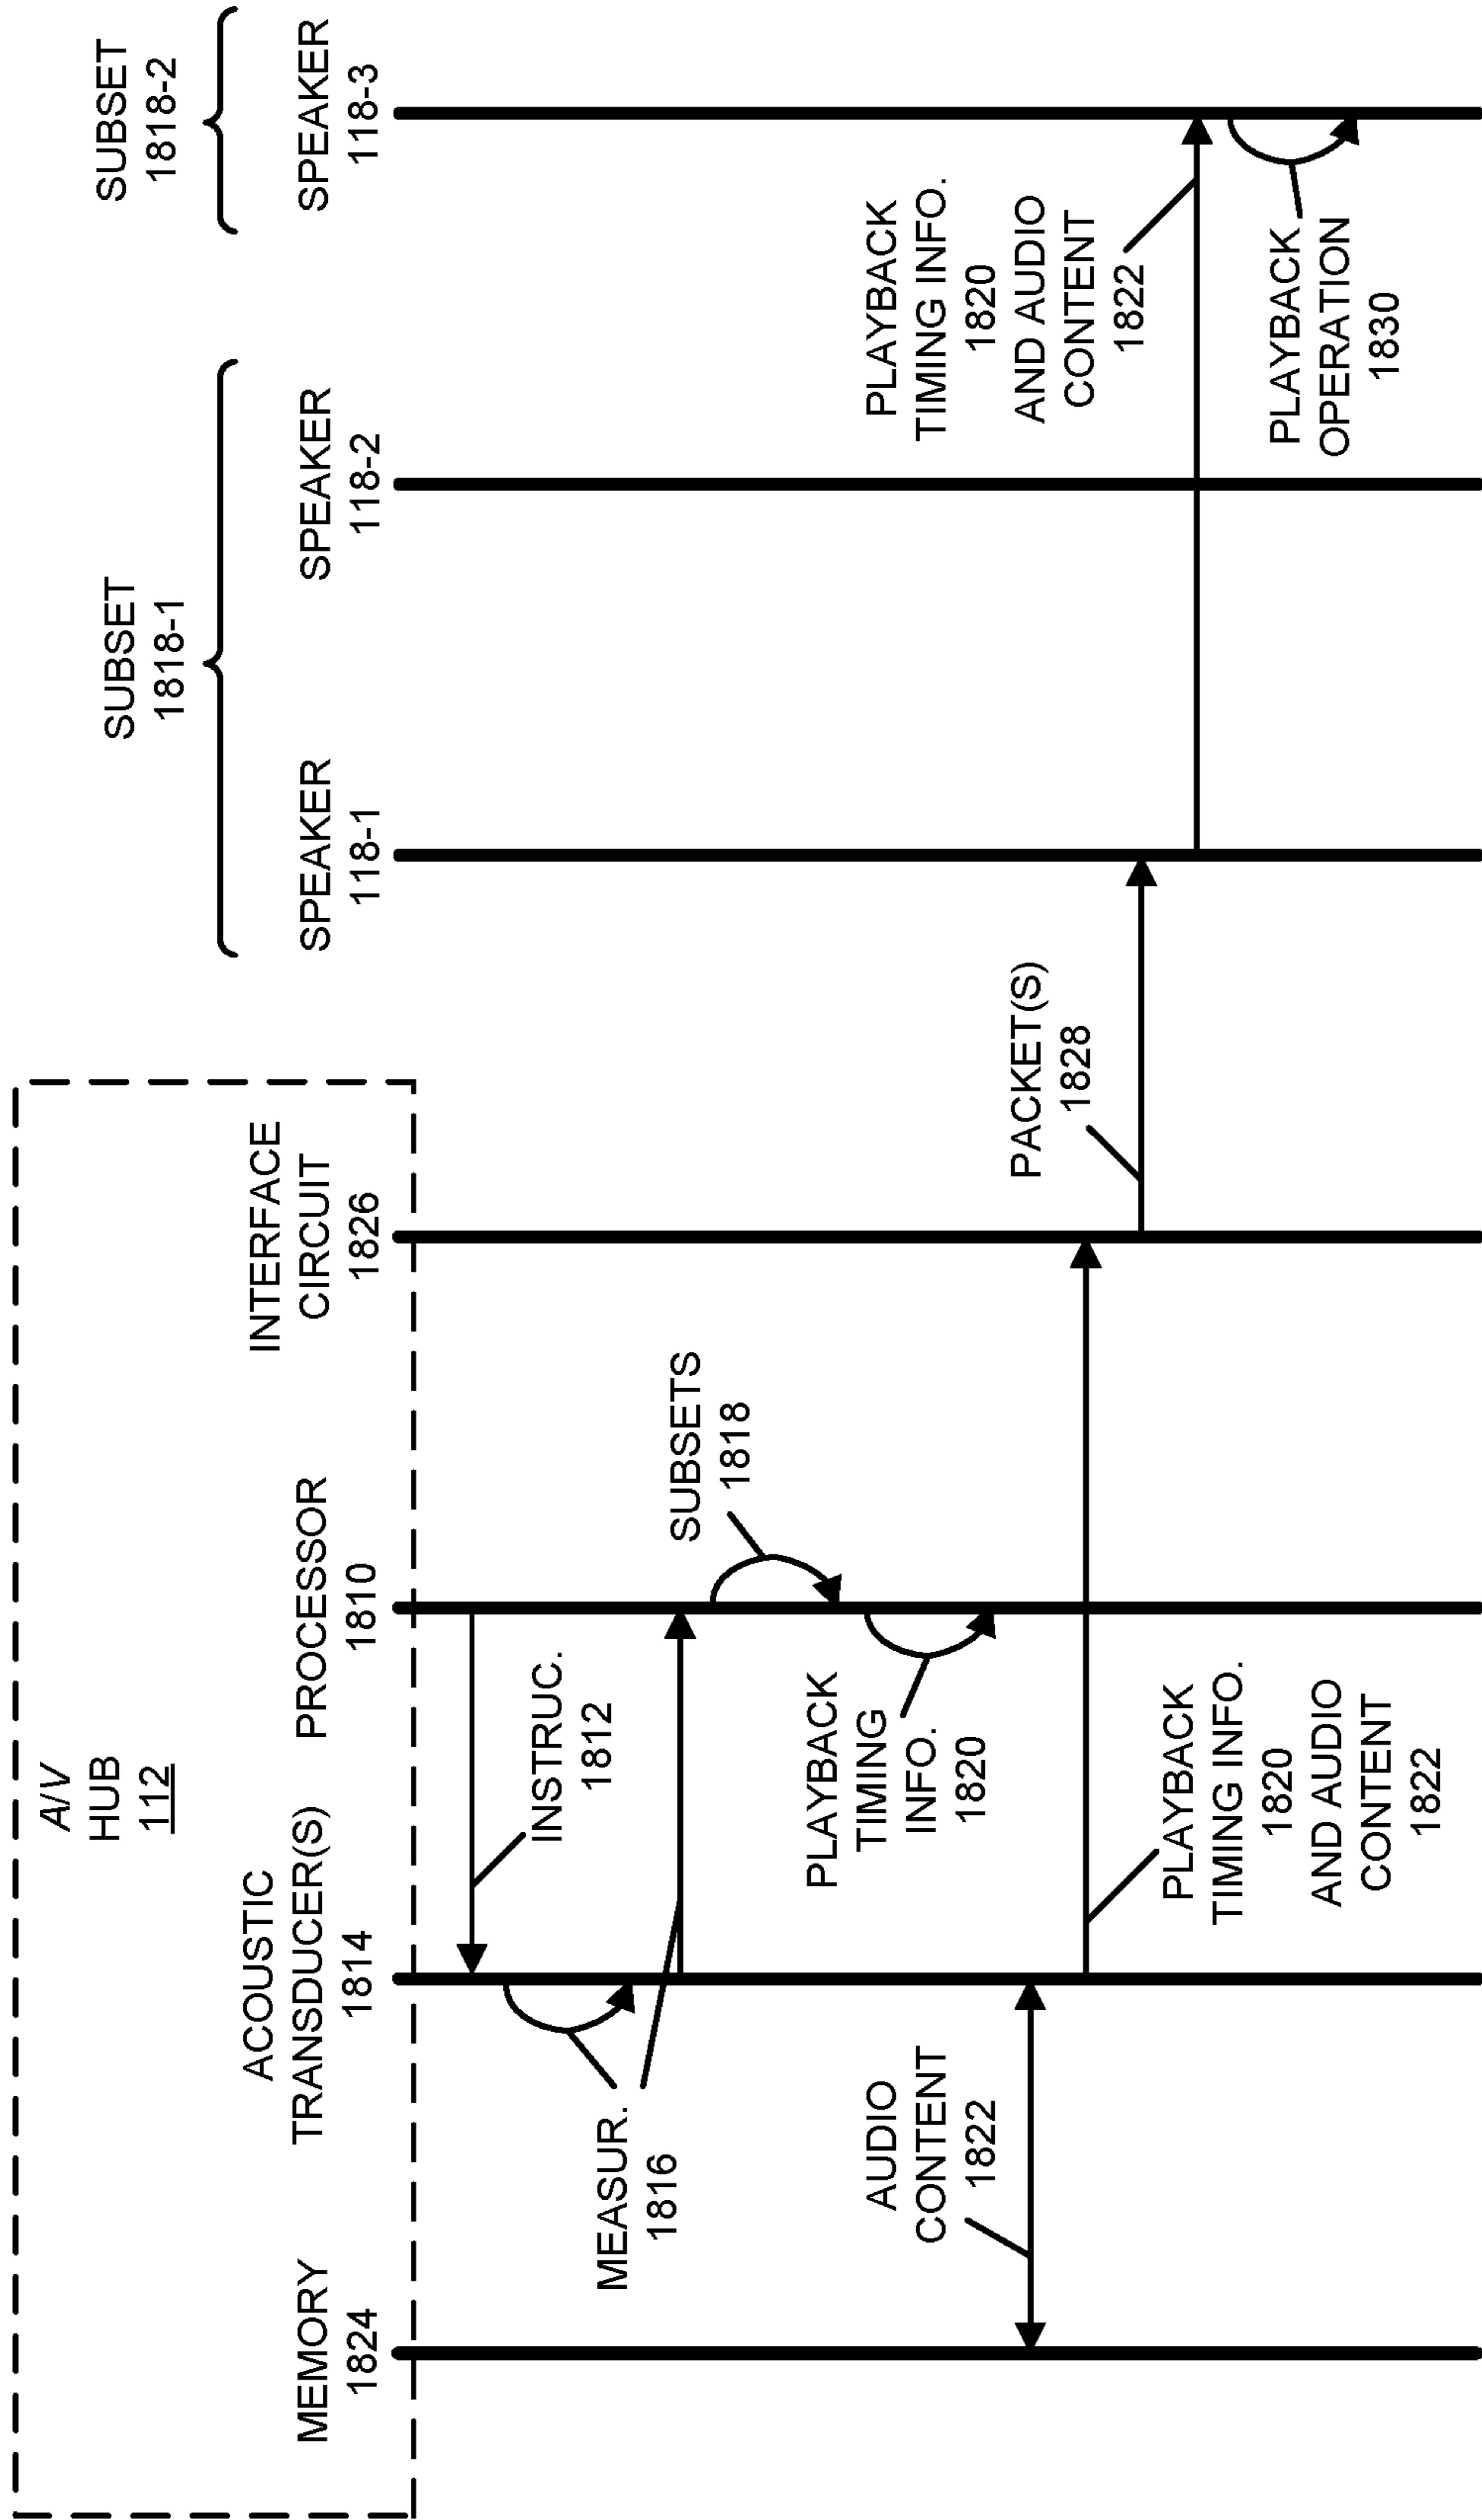 A/V
HUB
112
MEMORY
1824
ACOUSTIC
TRANSDUCER(S)
1814
PROCESSOR
1810
INTERFACE
CIRCUIT
1826
SUBSET
1818-1
SPEAKER
118-1
SPEAKER
118-2
SUBSET
1818-2
SPEAKER
118-3
INSTRUC.
1812
MEASUR.
1816
SUBSETS
1818
PLAYBACK
TIMING
INFO.
1820
AUDIO
CONTENT
1822
PLAYBACK
TIMING INFO.
1820
AND AUDIO
CONTENT
1822
PACKET(S)
1828
PLAYBACK
TIMING INFO.
1820
AND AUDIO
CONTENT
1822
PLAYBACK
OPERATION
1830